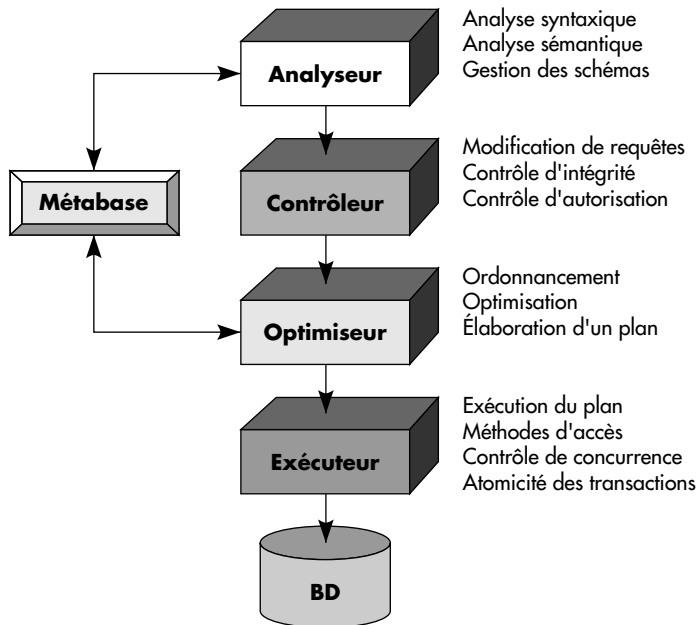 Analyseur
Analyse syntaxique
Analyse sémantique
Gestion des schémas
Métabase
Contrôleur
Modification de requêtes
Contrôle d'intégrité
Contrôle d'autorisation
Optimiseur
Ordonnancement
Optimisation
Élaboration d'un plan
Exécuteur
Exécution du plan
Méthodes d'accès
Contrôle de concurrence
Atomicité des transactions
BD